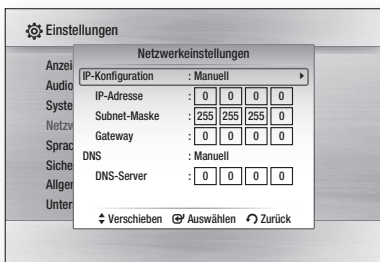 Einstellungen
Netzwerkeinstellungen
Anzei
Audio
Syste
Netzw
Sprac
Siche
Allger
Unter
IP-Konfiguration : Manuell
IP-Adresse : 0 0 0 0
Subnet-Maske : 255 255 255 0
Gateway : 0 0 0 0
DNS : Manuell
DNS-Server : 0 0 0 0
Verschieben Auswählen Zurück